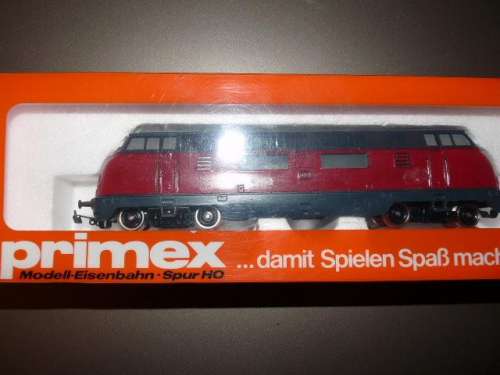 primex
Modell-Eisenbahn · Spur HO
...damit Spielen Spaß mach